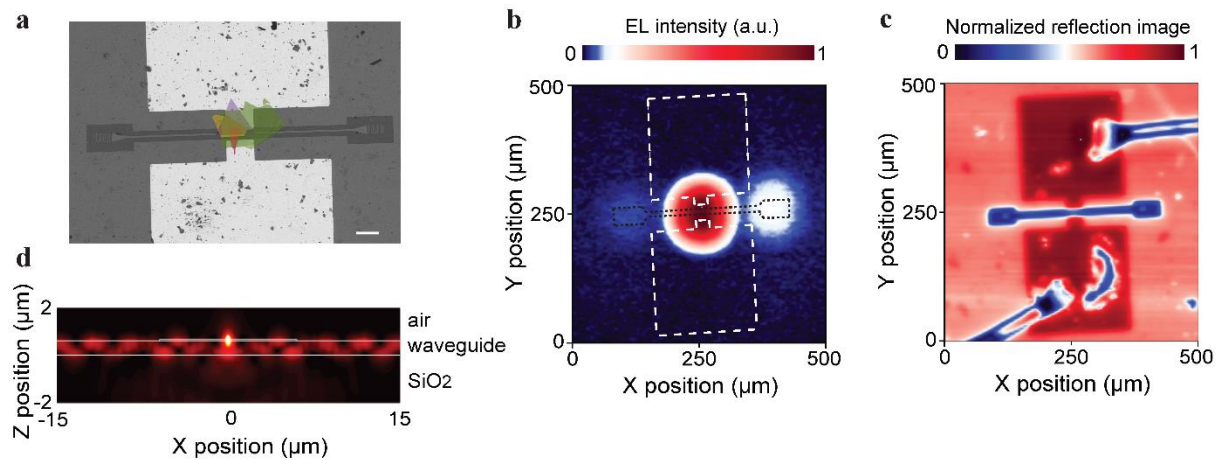 a
b
EL intensity (a.u.)
0
1
500
250
0
Y position (µm)
0
250
500
X position (µm)
c
Normalized reflection image
0
1
500
250
0
Y position (µm)
0
250
500
X position (µm)
d
2
-2
Z position (µm)
air
waveguide
SiO2
-15
0
15
X position (µm)